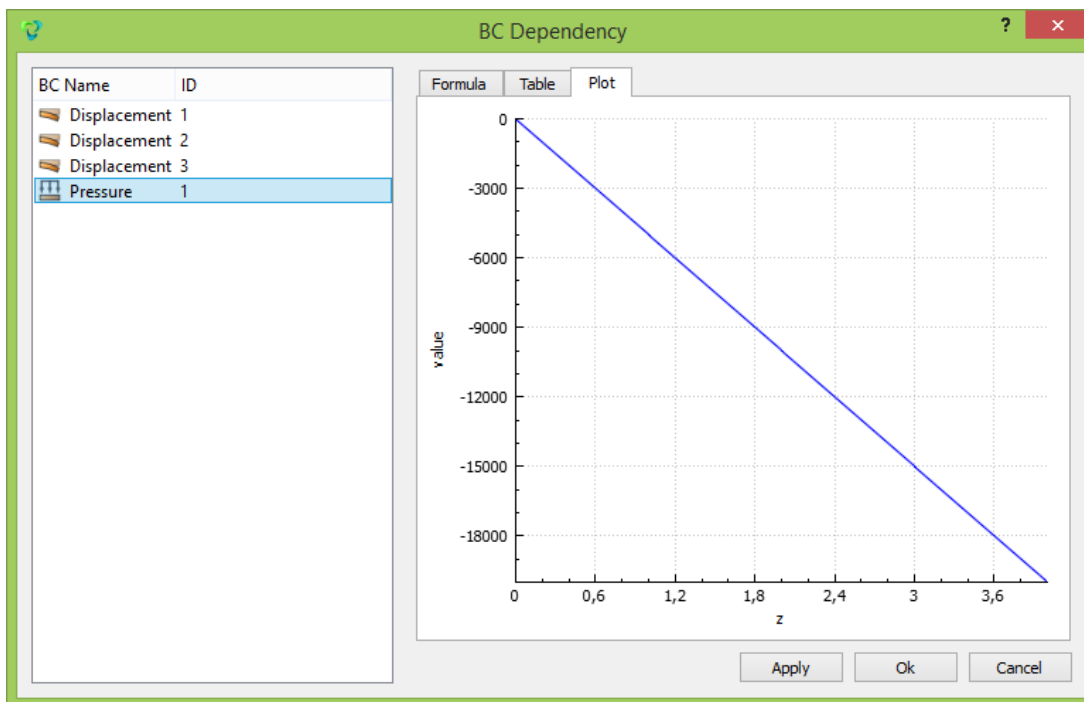 BC Dependency
?
BC Name ID
Displacement 1
Displacement 2
Displacement 3
Pressure 1
Formula Table Plot
0
-3000
-6000
-9000
-12000
-15000
-18000
value
0 0,6 1,2 1,8 2,4 3 3,6
z
Apply Ok Cancel